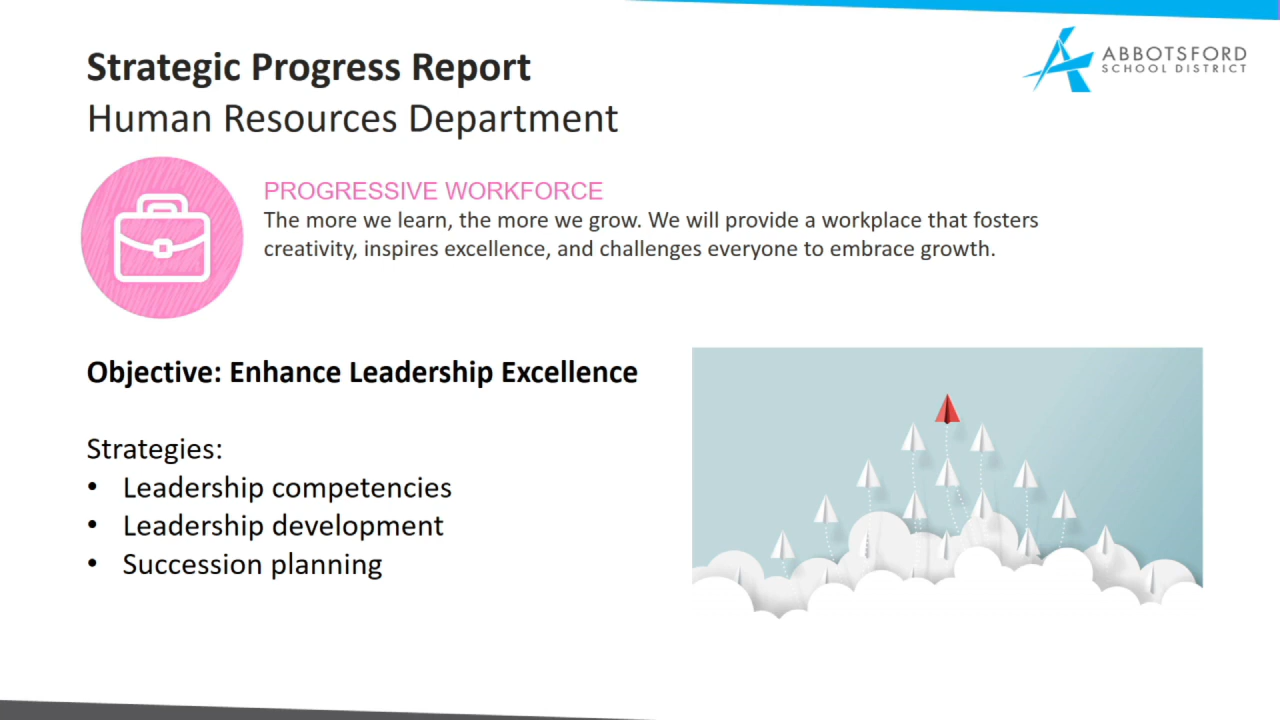 Strategic Progress Report
Human Resources Department
ABBOTSFORD
SCHOOL DISTRICT
PROGRESSIVE WORKFORCE
The more we learn, the more we grow. We will provide a workplace that fosters
creativity, inspires excellence, and challenges everyone to embrace growth.
Objective: Enhance Leadership Excellence
Strategies:
• Leadership competencies
• Leadership development
• Succession planning